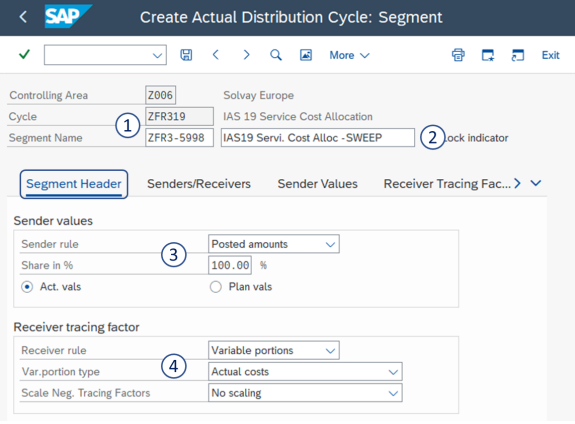 SAP Create Actual Distribution Cycle: Segment
More Exit
Controlling Area Z006 Solvay Europe
Cycle ZFR319 IAS 19 Service Cost Allocation
1
Segment Name ZFR3-5998 IAS19 Servi. Cost Alloc -SWEEP 2 ock indicator
Segment Header Senders/Receivers Sender Values Receiver Tracing Fac...
Sender values
Sender rule Posted amounts
3
Share in % 100.00 %
Act. vals Plan vals
Receiver tracing factor
Receiver rule Variable portions
4
Var.portion type Actual costs
Scale Neg. Tracing Factors No scaling